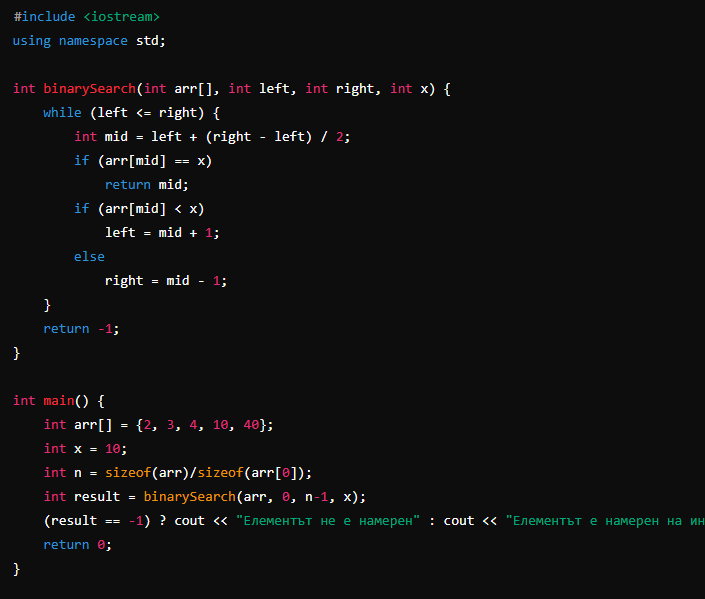 #include <iostream>
using namespace std;
int binarySearch(int arr[], int left, int right, int x) {
while (left <= right) {
int mid = left + (right - left) / 2;
if (arr[mid] == x)
return mid;
if (arr[mid] < x)
left = mid + 1;
else
right = mid - 1;
}
return -1;
}
int main() {
int arr[] = {2, 3, 4, 10, 40};
int x = 10;
int n = sizeof(arr)/sizeof(arr[0]);
int result = binarySearch(arr, 0, n-1, x);
(result == -1) ? cout << "Елементът не е намерен" : cout << "Елементът е намерен на
return 0;
}